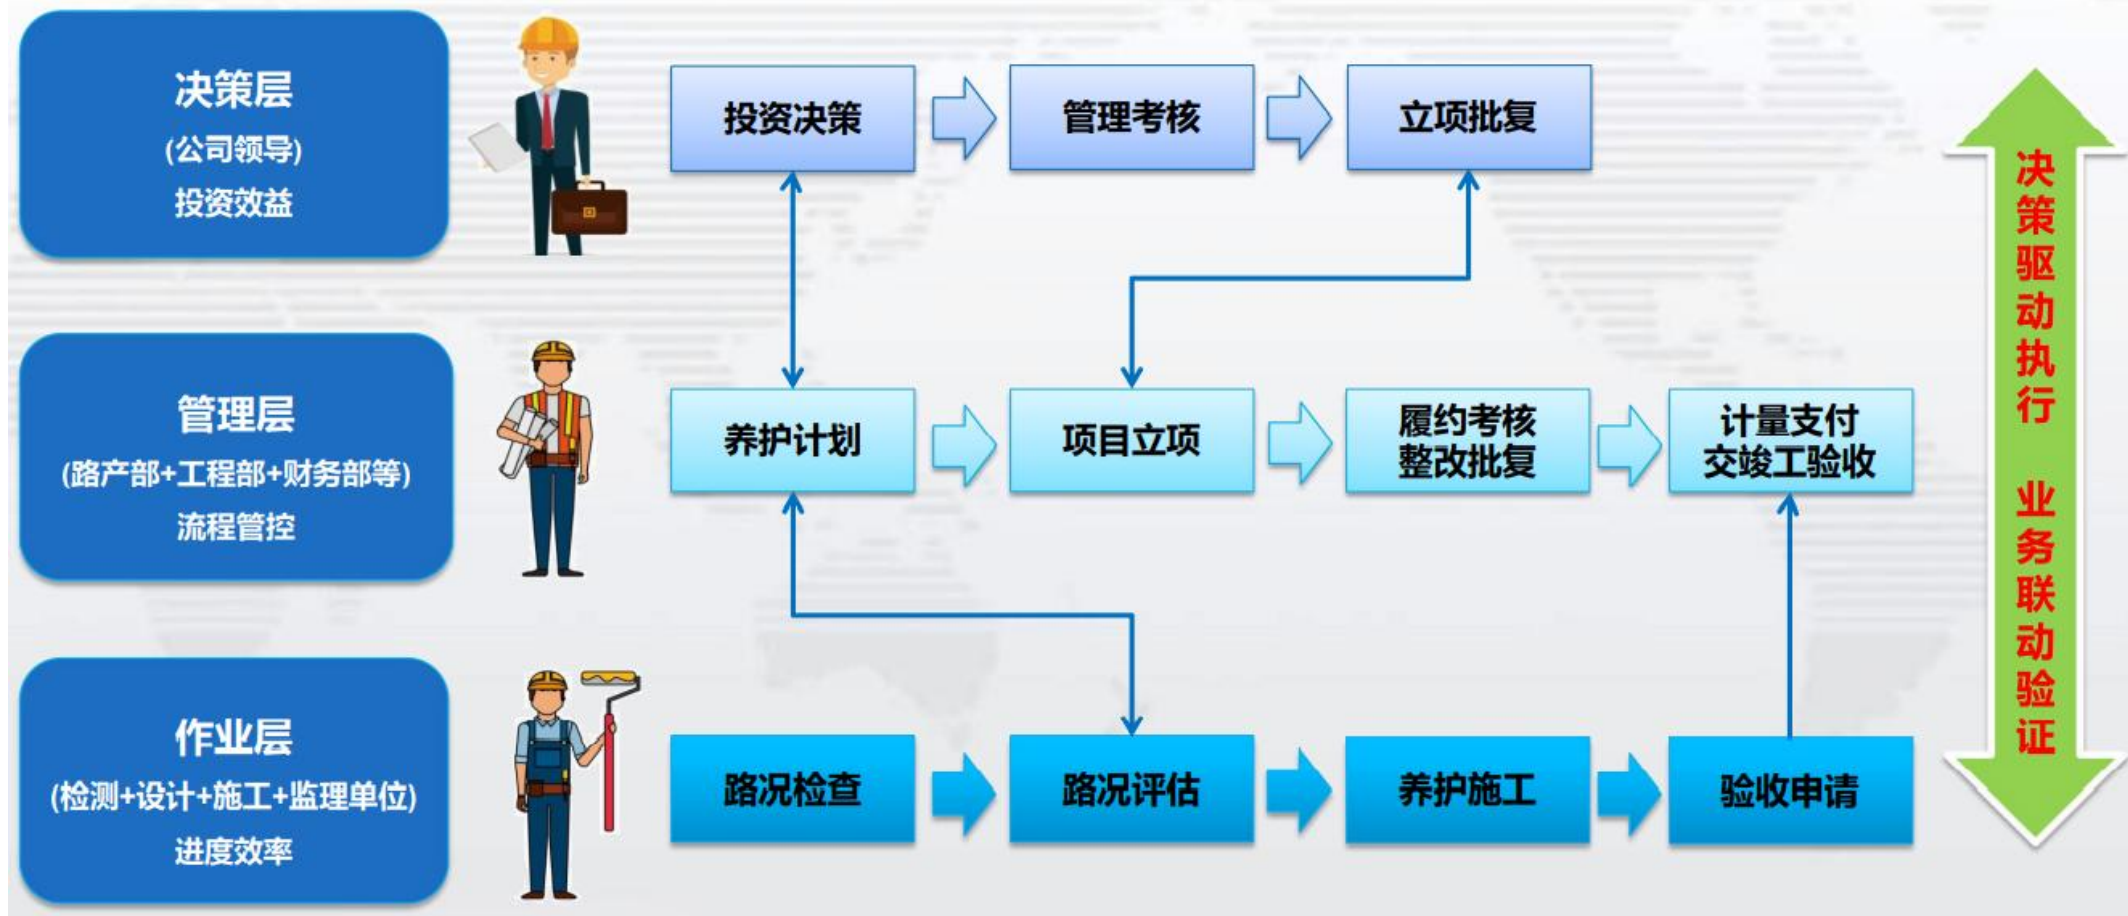 决策层
(公司领导)
投资效益
投资决策
管理考核
立项批复
管理层
(路产部+工程部+财务部等)
流程管控
养护计划
项目立项
履约考核
整改批复
计量支付
交竣工验收
作业层
(检测+设计+施工+监理单位)
进度效率
路况检查
路况评估
养护施工
验收申请
决策驱动执行 业务联动验证